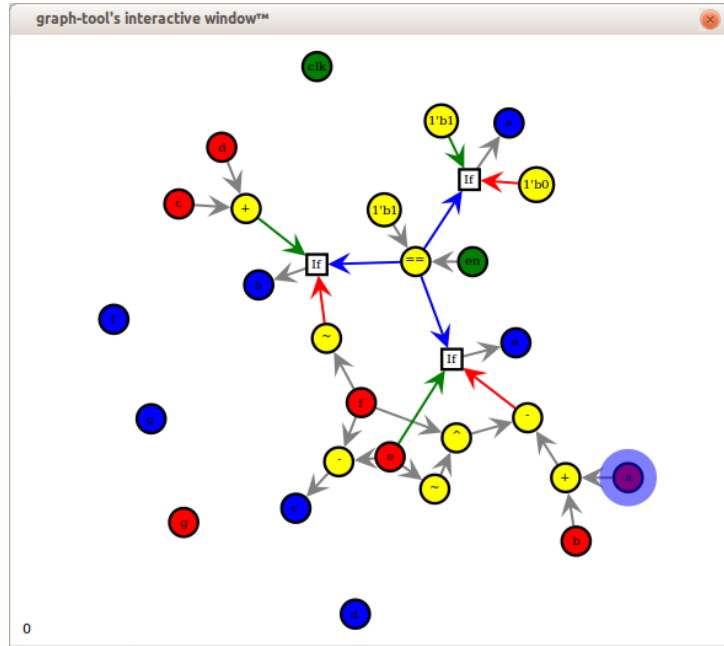 graph-tool's interactive window™
clk
1'b1
a
d
If
1'b0
c
+
1'b1
==
en
If
b
f
~
e
If
f
g
-
^
e
-
~
+
a
c
g
b
d
0